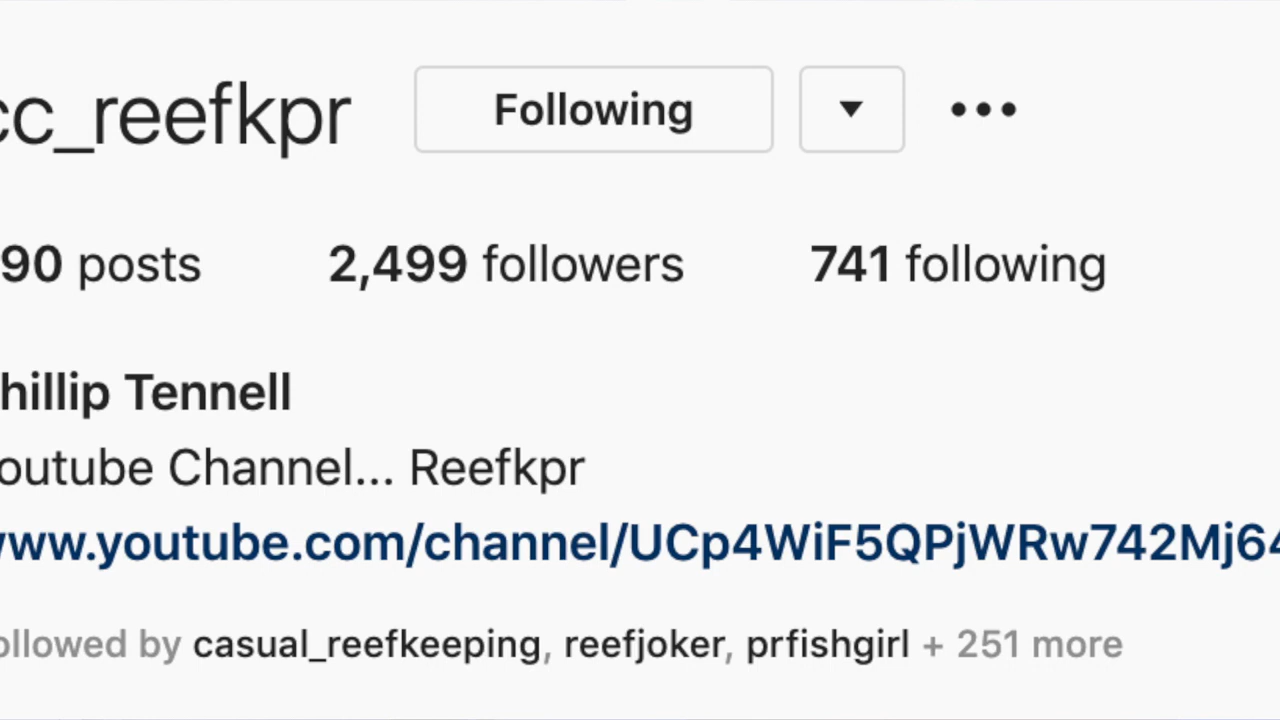 cc_reefkpr Following
90 posts 2,499 followers 741 following
hillip Tennell
outube Channel... Reefkpr
www.youtube.com/channel/UCp4WiF5QPjWRw742Mj64
ollowed by casual_reefkeeping, reefjoker, prfishgirl + 251 more